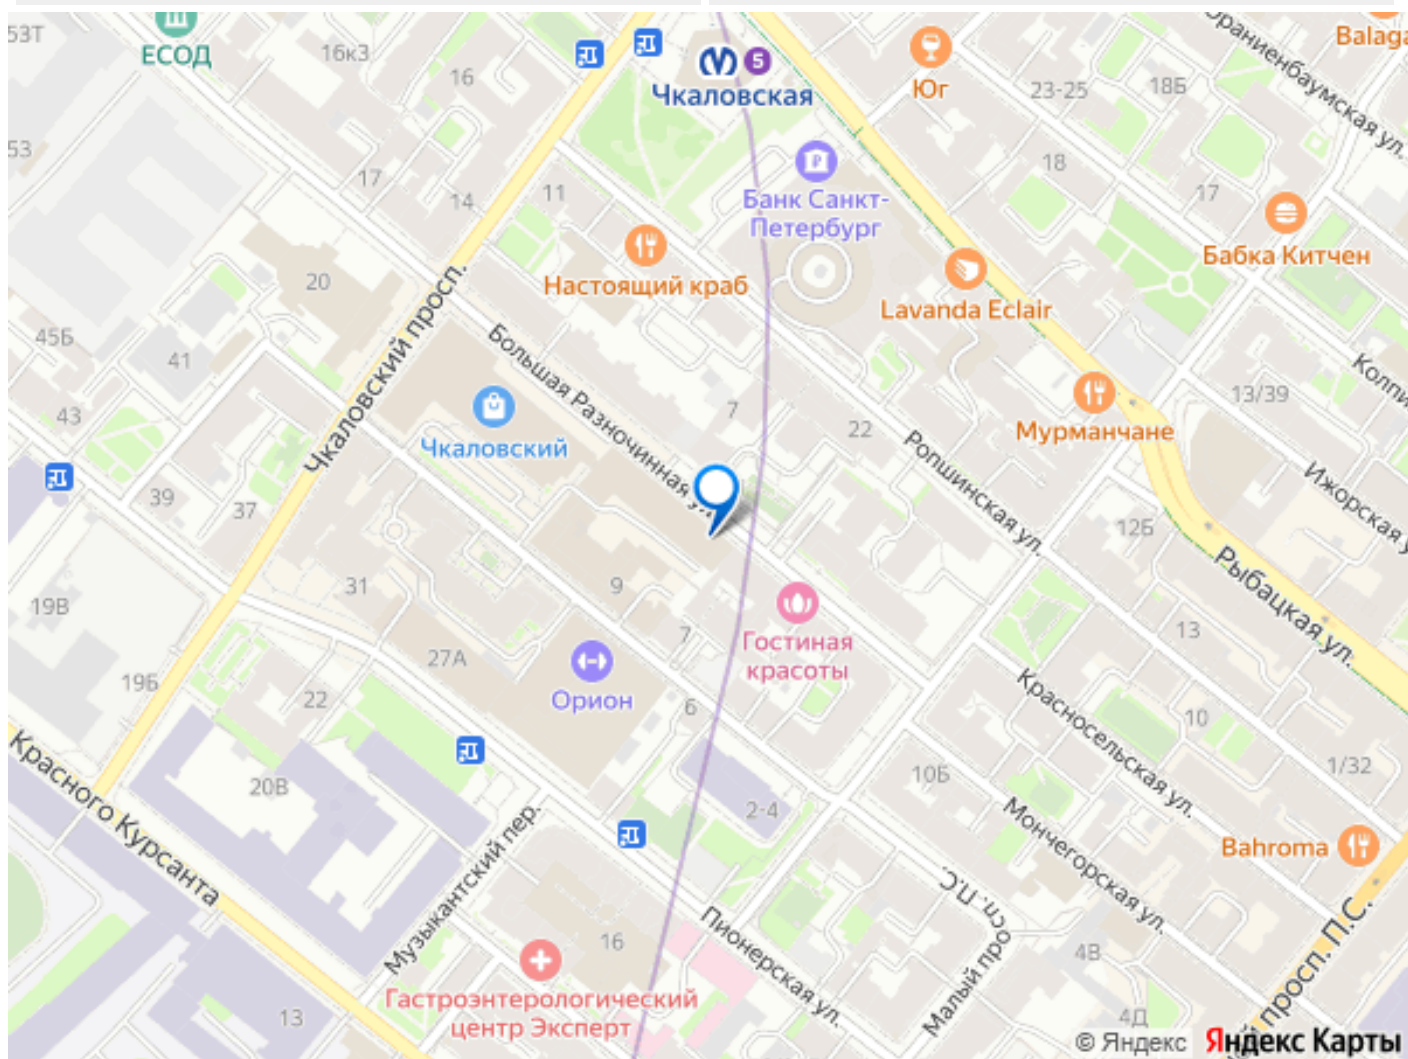 53Т
ЕСОД
16к3
16
5
Чкаловская
Юг
23-25
18Б
Ораниенбаумская ул.
Balaga
53
17
14
11
Банк Санкт-
Петербург
18
17
Бабка Китчен
20
Настоящий краб
Lavanda Eclair
45Б
41
Чкаловский просп.
Большая Разночинная ул.
43
Чкаловский
7
22
Мурманчане
13/39
39
37
Ропшинская ул.
12Б
Ижорская у
31
9
19В
27А
7
Гостиная
красоты
Рыбацкая ул.
13
19Б
22
Орион
6
Красносельская ул.
10
Красного Курсанта
20В
2-4
10Б
1/32
Музыкантский пер.
Мончегорская ул.
Bahroma
16
Пионерская ул.
Малый просп. П.С.
4В
Гастроэнтерологический
центр Эксперт
13
4Д
й просп. П.С.
© Яндекс
Яндекс Карты